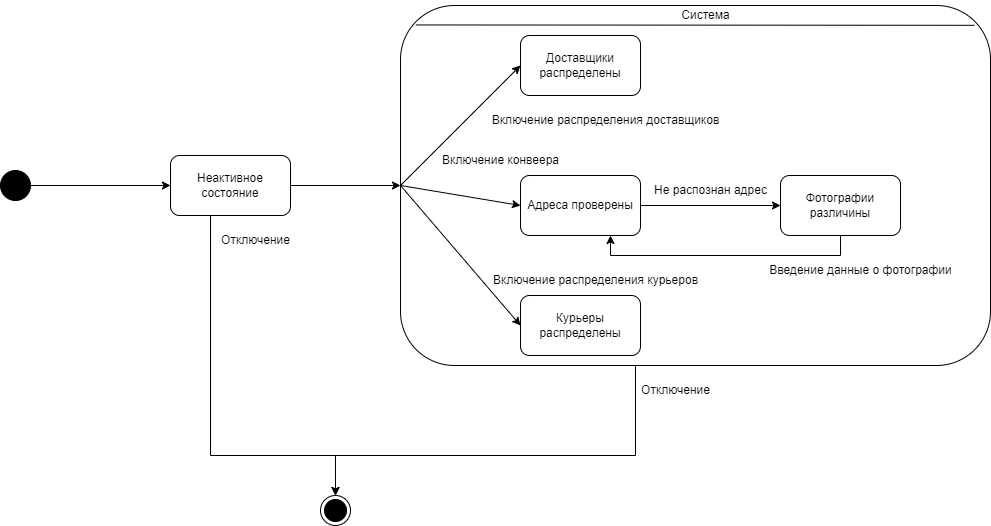 Система
Доставщики
распределены
Включение распределения доставщиков
Включение конвеера
Неактивное
состояние
Адреса проверены
Не распознан адрес
Фотографии
различины
Отключение
Введение данные о фотографии
Включение распределения курьеров
Курьеры
распределены
Отключение